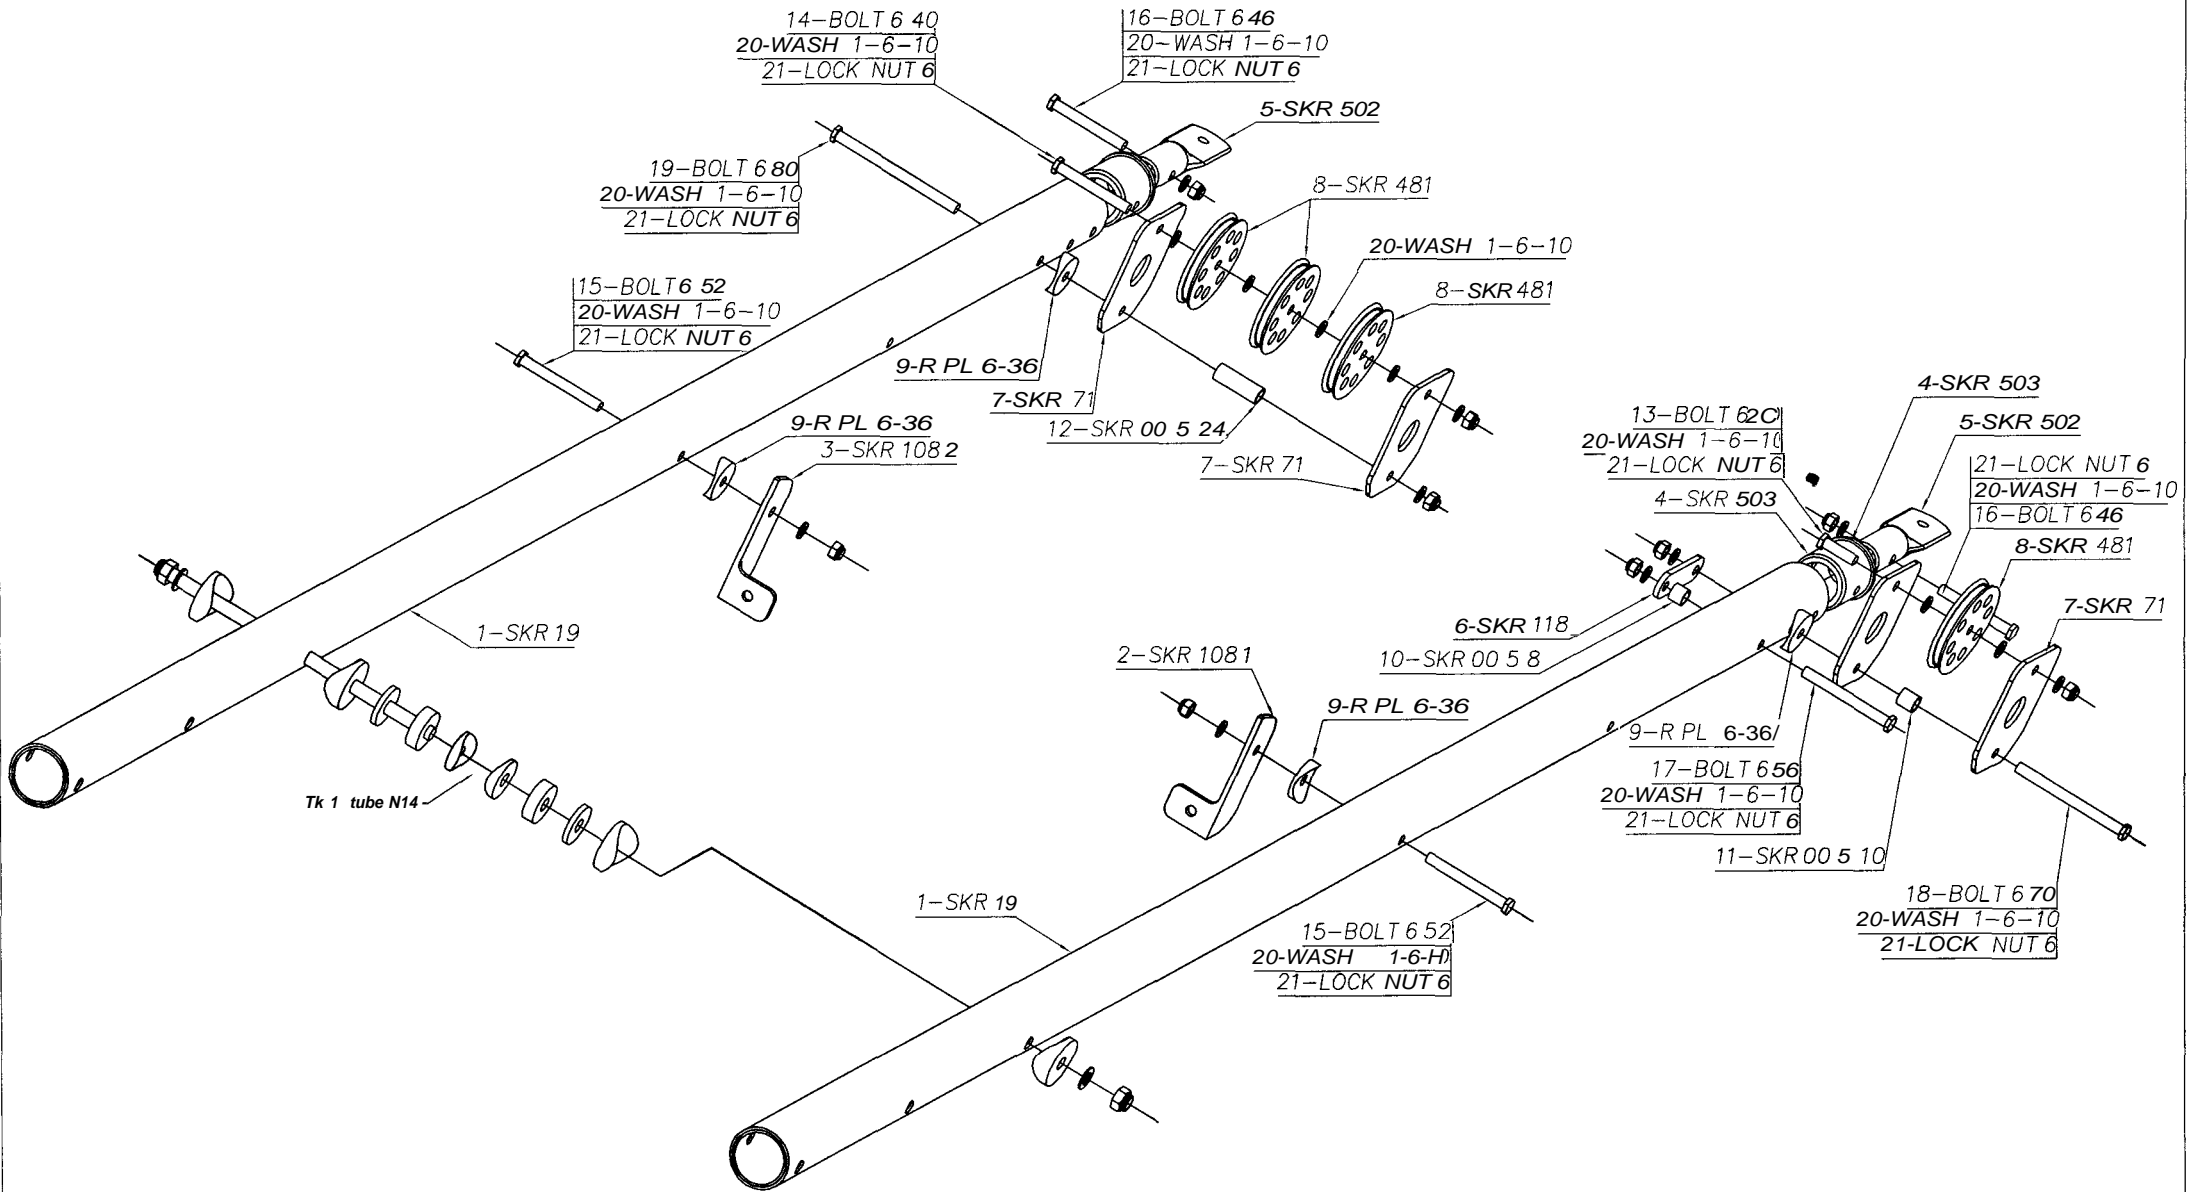 14-BOLT 6 40
20-WASH 1-6-10
21-LOCK NUT 6
16-BOLT 6 46
20-WASH 1-6-10
21-LOCK NUT 6
5-SKR 502
19-BOLT 6 80
20-WASH 1-6-10
21-LOCK NUT 6
8-SKR 481
20-WASH 1-6-10
8-SKR 481
15-BOLT 6 52
20-WASH 1-6-10
21-LOCK NUT 6
9-R PL 6-36
7-SKR 71
12-SKR 00 5 24
7-SKR 71
9-R PL 6-36
3-SKR 108 2
1-SKR 19
Tk 1 tube N14
4-SKR 503
5-SKR 502
13-BOLT 6 2C
20-WASH 1-6-10
21-LOCK NUT 6
4-SKR 503
21-LOCK NUT 6
20-WASH 1-6-10
16-BOLT 6 46
8-SKR 481
7-SKR 71
6-SKR 118
10-SKR 00 5 8
2-SKR 108 1
9-R PL 6-36
9-R PL 6-36
17-BOLT 6 56
20-WASH 1-6-10
21-LOCK NUT 6
11-SKR 00 5 10
18-BOLT 6 70
20-WASH 1-6-10
21-LOCK NUT 6
1-SKR 19
15-BOLT 6 52
20-WASH 1-6-H)
21-LOCK NUT 6